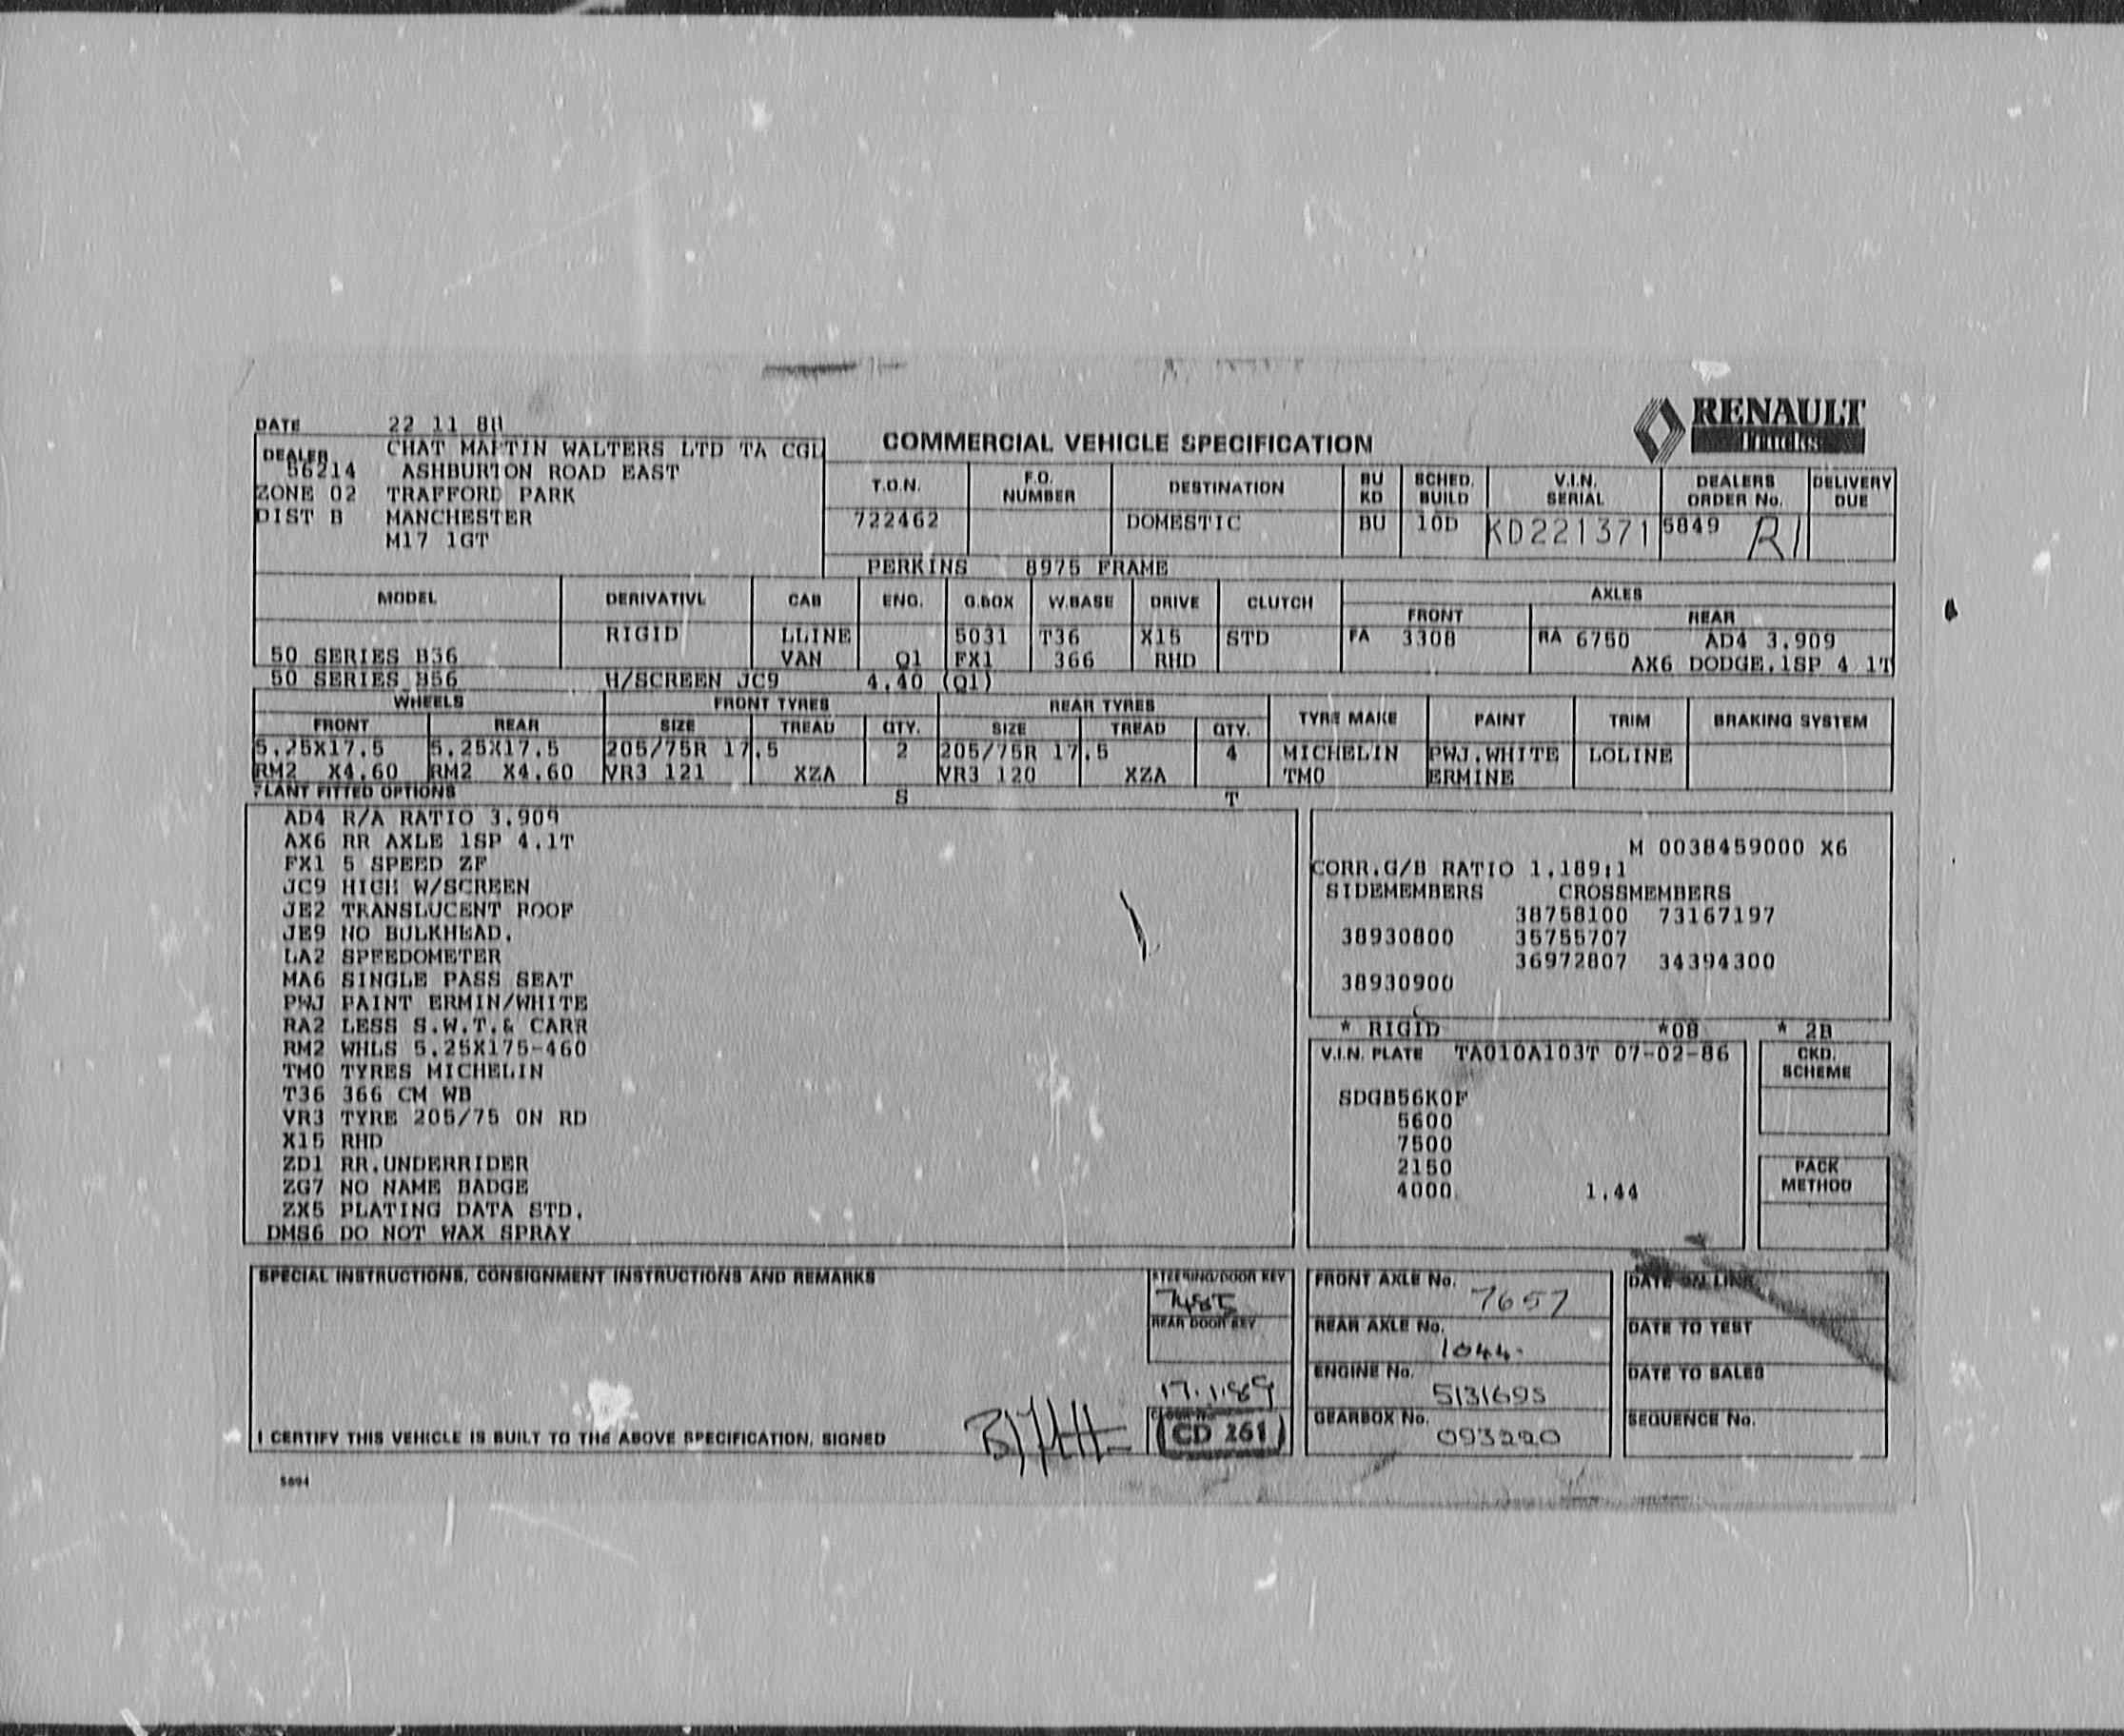 RENAULT
Trucks
DATE 22 11 88
DEALER CHAT MARTIN WALTERS LTD TA CGL
56214 ASHBURTON ROAD EAST
ZONE 02 TRAFFORD PARK
DIST B MANCHESTER
M17 1GT
COMMERCIAL VEHICLE SPECIFICATION
T.O.N. F.O. NUMBER DESTINATION BU KD SCHED. BUILD V.I.N. SERIAL DEALERS ORDER No. DELIVERY DUE
722462 DOMESTIC BU 10D KD221371 5849 R1
PERKINS 8975 FRAME
MODEL DERIVATIVE CAB ENG. G.BOX W.BASE DRIVE CLUTCH AXLES
FRONT REAR
RIGID LLINE 5031 T36 X15 STD FA 3308 RA 6750 AD4 3.909
50 SERIES B36 VAN Q1 FX1 366 RHD AX6 DODGE.1SP 4 1T
50 SERIES B56 H/SCREEN JC9 4.40 (Q1)
WHEELS FRONT TYRES REAR TYRES TYRE MAKE PAINT TRIM BRAKING SYSTEM
FRONT REAR SIZE TREAD QTY. SIZE TREAD QTY.
5.25X17.5 5.25X17.5 205/75R 17.5 2 205/75R 17.5 4 MICHELIN PWJ.WHITE LOLINE
RM2 X4.60 RM2 X4.60 VR3 121 XZA VR3 120 XZA TMO ERMINE
PLANT FITTED OPTIONS S T
AD4 R/A RATIO 3.909
AX6 RR AXLE 1SP 4.1T
FX1 5 SPEED ZF
JC9 HIGH W/SCREEN
JE2 TRANSLUCENT ROOF
JE9 NO BULKHEAD.
LA2 SPEEDOMETER
MA6 SINGLE PASS SEAT
PWJ PAINT ERMIN/WHITE
RA2 LESS S.W.T.& CARR
RM2 WHLS 5.25X175-460
TMO TYRES MICHELIN
T36 366 CM WB
VR3 TYRE 205/75 ON RD
X15 RHD
ZD1 RR.UNDERRIDER
ZG7 NO NAME BADGE
ZX5 PLATING DATA STD.
DMS6 DO NOT WAX SPRAY
M 0038459000 X6
CORR.G/B RATIO 1.189:1
SIDEMEMBERS CROSSMEMBERS
38758100 73167197
38930800 35755707
36972807 34394300
38930900
* RIGID *08 * 2B
V.I.N. PLATE TA010A103T 07-02-86
SDGB56K0F
5600
7500
2150
4000 1.44
CKD. SCHEME
PACK METHOD
SPECIAL INSTRUCTIONS, CONSIGNMENT INSTRUCTIONS AND REMARKS
STEERING/DOOR KEY
7485
REAR DOOR KEY
17.1.89
CD 261
I CERTIFY THIS VEHICLE IS BUILT TO THE ABOVE SPECIFICATION, SIGNED
FRONT AXLE No. 7657
REAR AXLE No. 1044
ENGINE No. 5131695
GEARBOX No. 093220
DATE ON LINE
DATE TO TEST
DATE TO SALES
SEQUENCE No.
5694